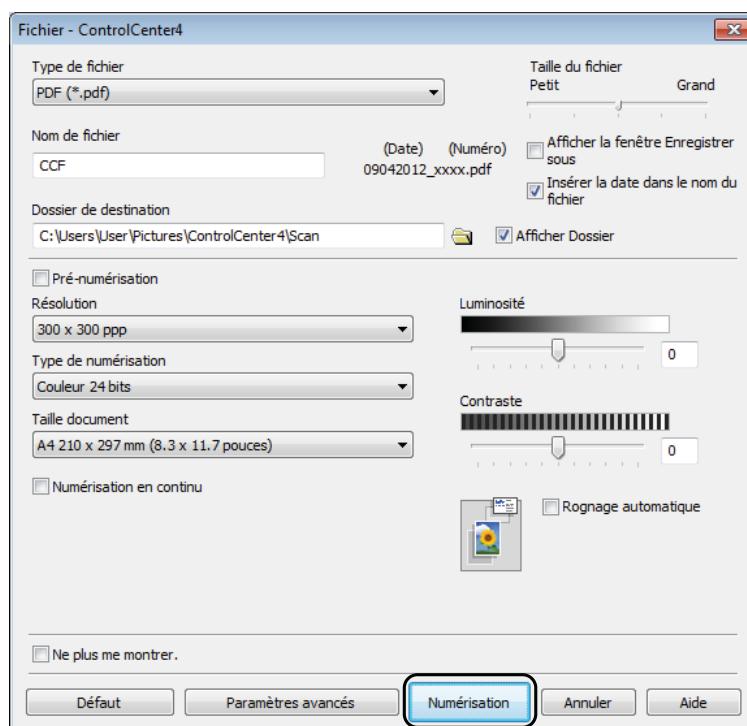 Fichier - ControlCenter4
Type de fichier
PDF (*.pdf)
Taille du fichier
Petit Grand
Nom de fichier
CCF
(Date) (Numéro)
09042012_xxxx.pdf
Afficher la fenêtre Enregistrer
sous
Insérer la date dans le nom du
fichier
Dossier de destination
C:\Users\User\Pictures\ControlCenter4\Scan
Afficher Dossier
Pré-numérisation
Résolution
300 x 300 ppp
Type de numérisation
Couleur 24 bits
Taille document
A4 210 x 297 mm (8.3 x 11.7 pouces)
Numérisation en continu
Luminosité
0
Contraste
0
Rognage automatique
Ne plus me montrer.
Défaut Paramètres avancés Numérisation Annuler Aide